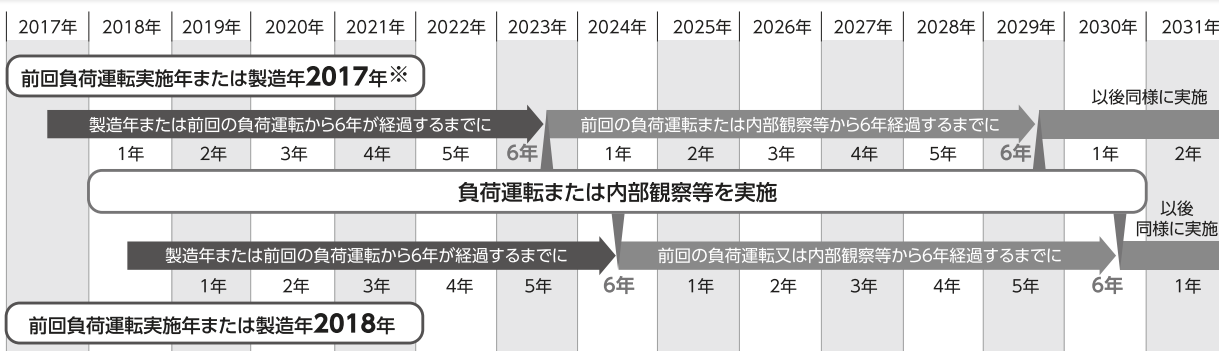 2017年 2018年 2019年 2020年 2021年 2022年 2023年 2024年 2025年 2026年 2027年 2028年 2029年 2030年 2031年
前回負荷運転実施年または製造年2017年※
以後同様に実施
製造年または前回の負荷運転から6年が経過するまでに 前回の負荷運転または内部観察等から6年経過するまでに
1年 2年 3年 4年 5年 6年 1年 2年 3年 4年 5年 6年 1年 2年
負荷運転または内部観察等を実施
以後
同様に実施
製造年または前回の負荷運転から6年が経過するまでに 前回の負荷運転又は内部観察等から6年経過するまでに
1年 2年 3年 4年 5年 6年 1年 2年 3年 4年 5年 6年 1年
前回負荷運転実施年または製造年2018年